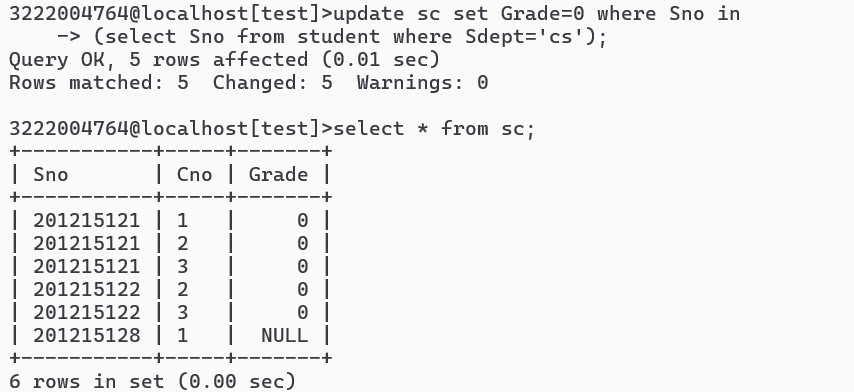 3222004764@localhost[test]>update sc set Grade=0 where Sno in
    -> (select Sno from student where Sdept='cs');
Query OK, 5 rows affected (0.01 sec)
Rows matched: 5  Changed: 5  Warnings: 0

3222004764@localhost[test]>select * from sc;
+-----------+-----+-------+
| Sno       | Cno | Grade |
+-----------+-----+-------+
| 201215121 | 1   |     0 |
| 201215121 | 2   |     0 |
| 201215121 | 3   |     0 |
| 201215122 | 2   |     0 |
| 201215122 | 3   |     0 |
| 201215128 | 1   |  NULL |
+-----------+-----+-------+
6 rows in set (0.00 sec)